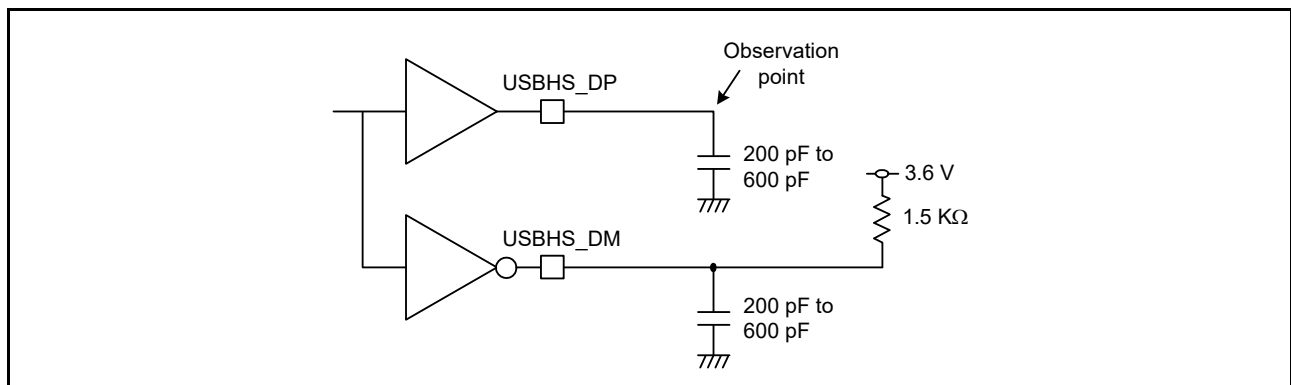 Observation
point
USBHS_DP
200 pF to
600 pF
3.6 V
1.5 KΩ
USBHS_DM
200 pF to
600 pF